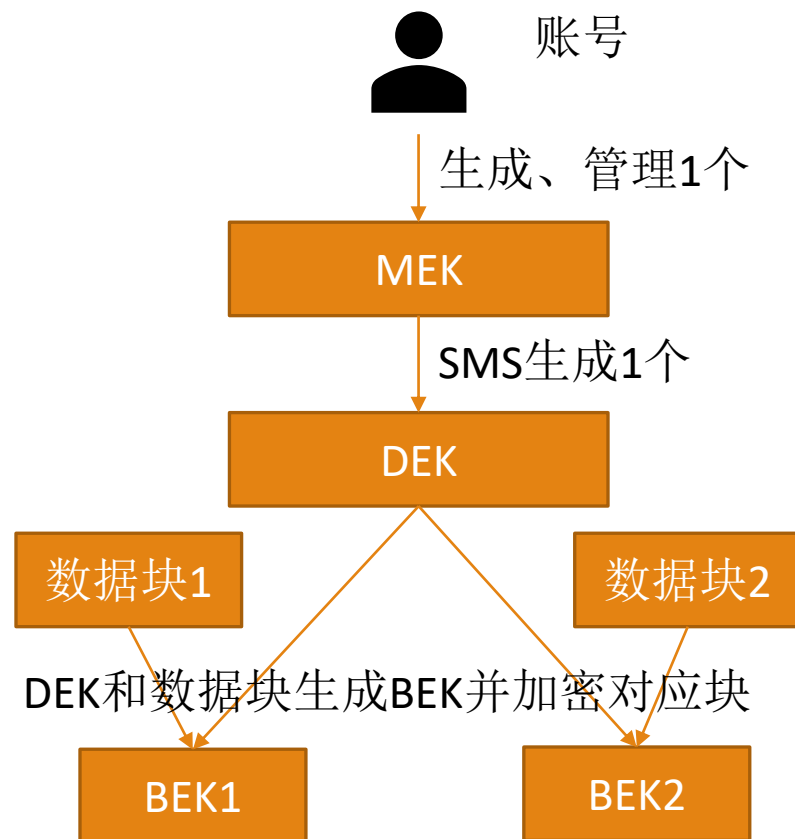 账号
生成、管理1个
MEK
SMS生成1个
DEK
数据块1
数据块2
DEK和数据块生成BEK并加密对应块
BEK1
BEK2